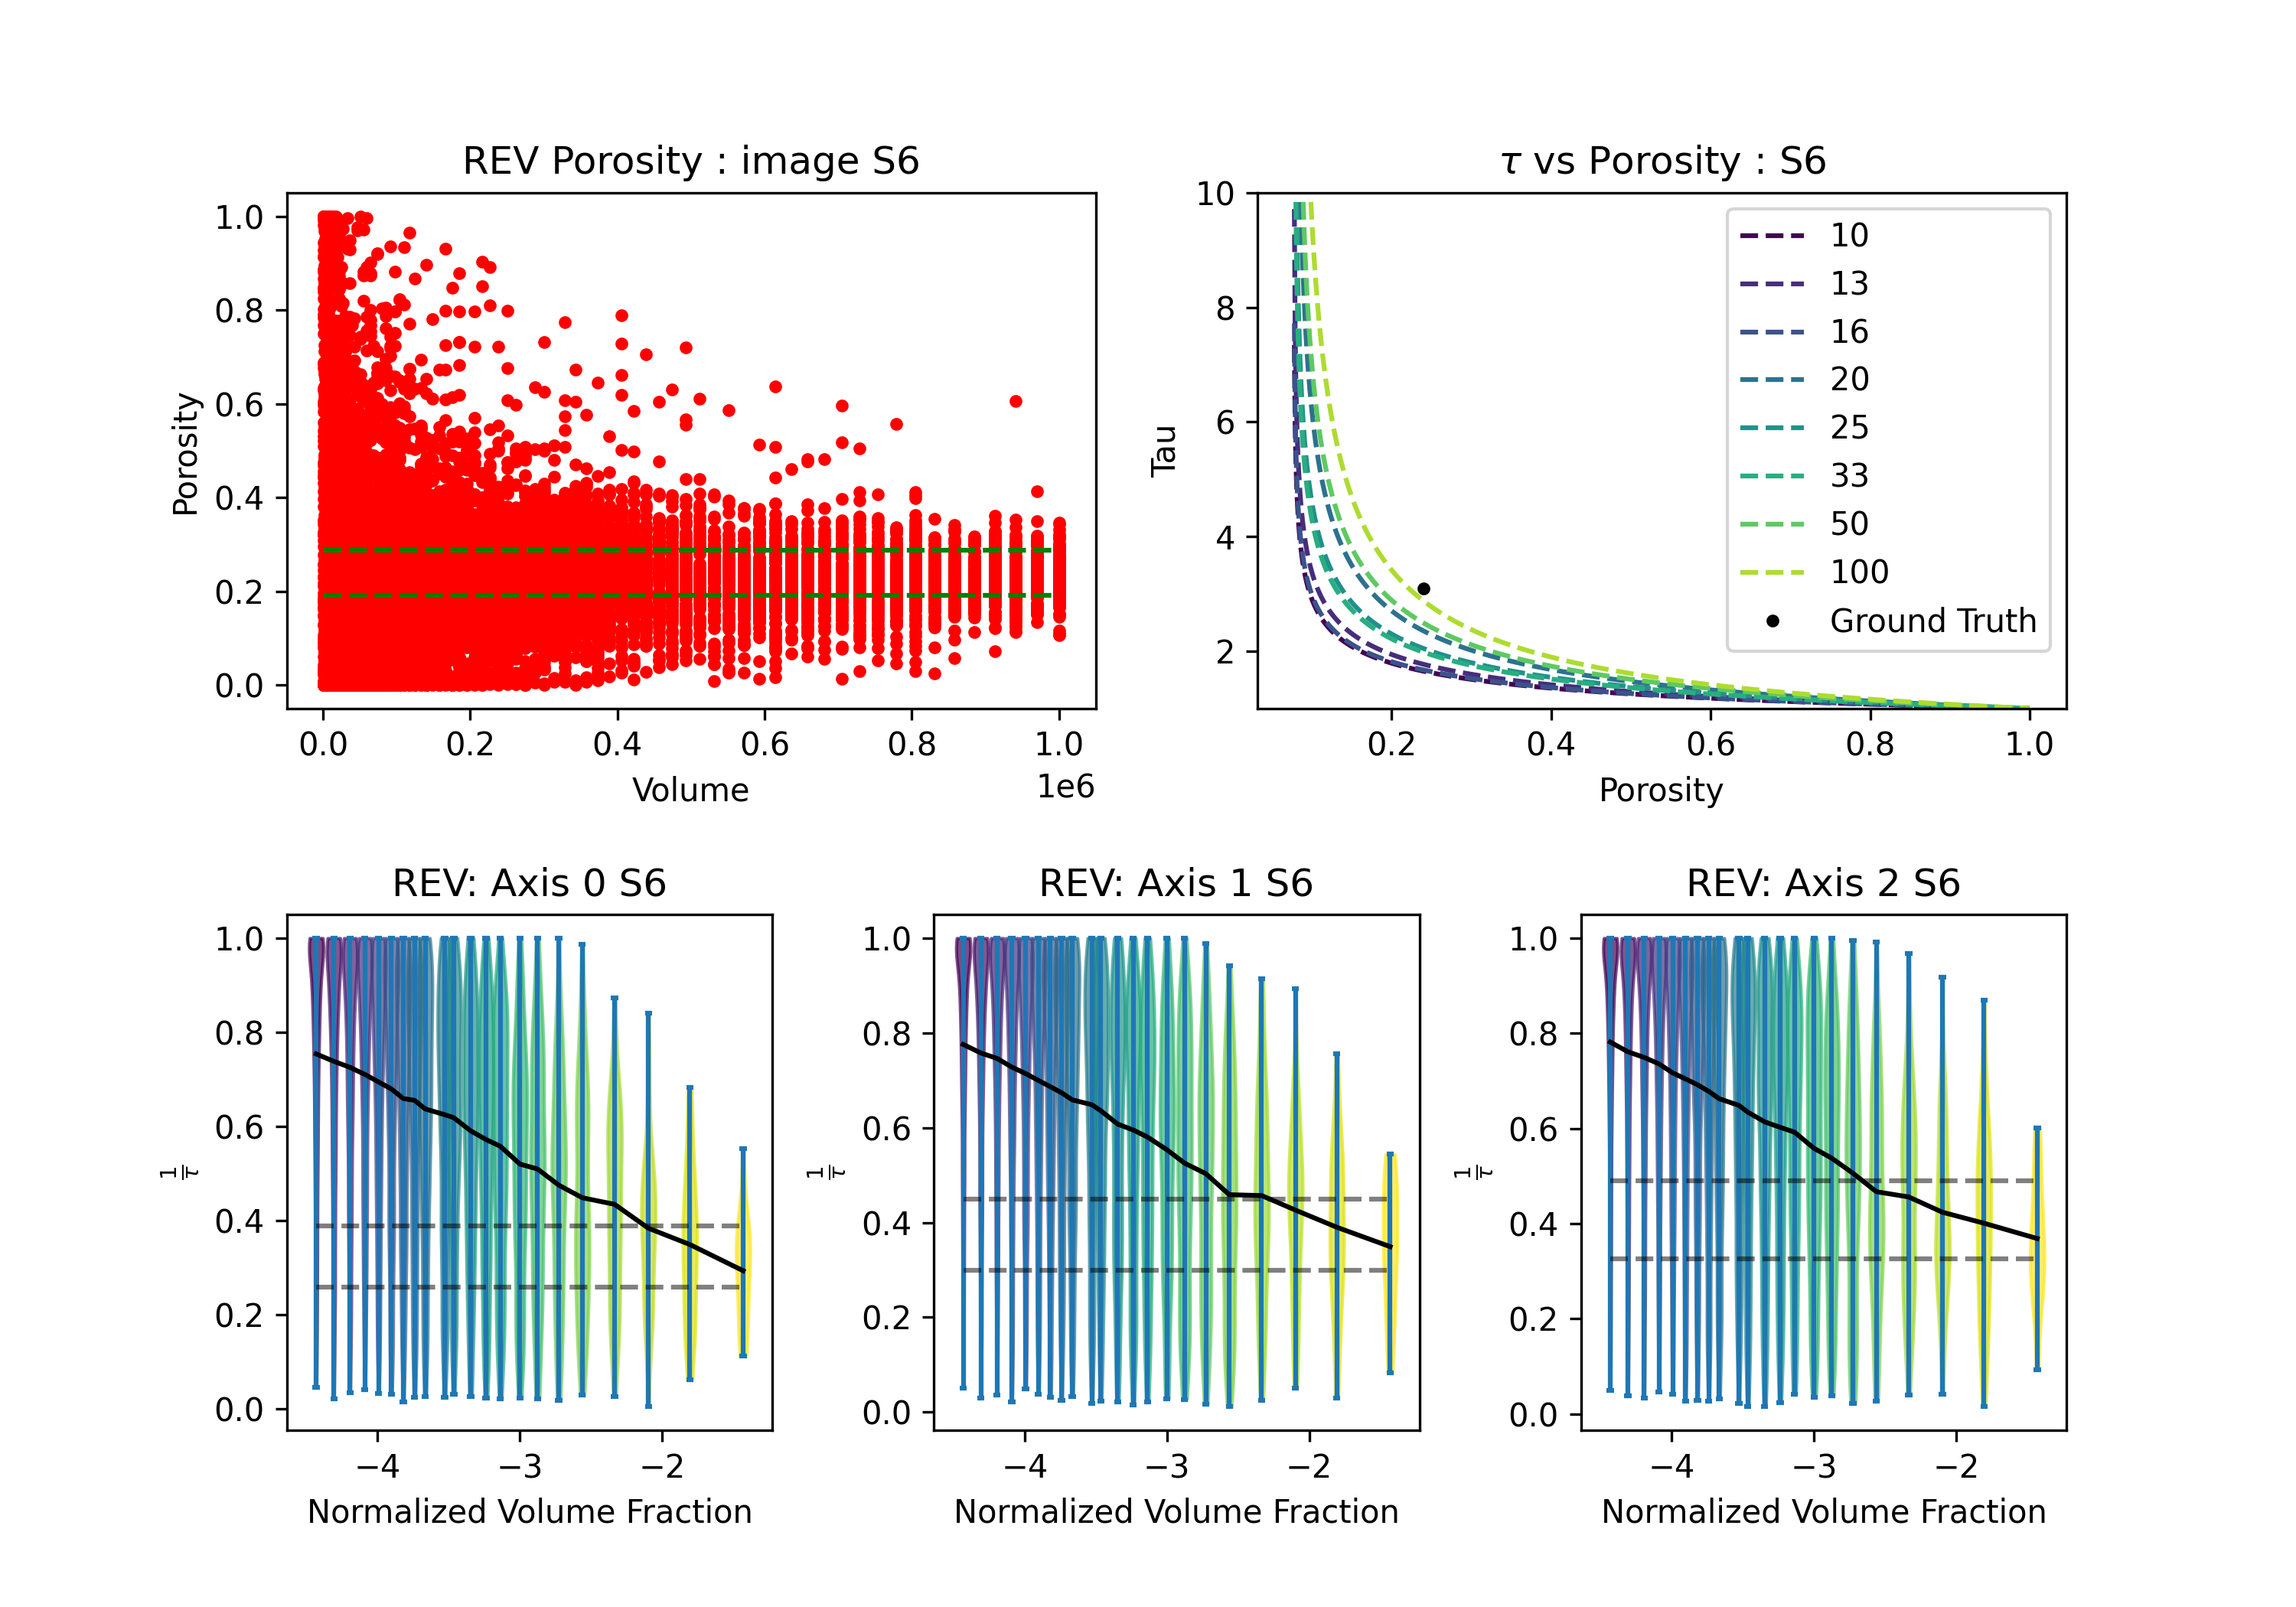 REV Porosity : image S6
1.0
0.8
0.6
0.4
0.2
0.0
Porosity
0.0 0.2 0.4 0.6 0.8 1.0
1e6
Volume
τ vs Porosity : S6
10
8
6
4
2
Tau
0.2 0.4 0.6 0.8 1.0
Porosity
10
13
16
20
25
33
50
100
Ground Truth
REV: Axis 0 S6
1.0
0.8
0.6
0.4
0.2
0.0
1/τ
−4 −3 −2
Normalized Volume Fraction
REV: Axis 1 S6
1.0
0.8
0.6
0.4
0.2
0.0
1/τ
−4 −3 −2
Normalized Volume Fraction
REV: Axis 2 S6
1.0
0.8
0.6
0.4
0.2
0.0
1/τ
−4 −3 −2
Normalized Volume Fraction